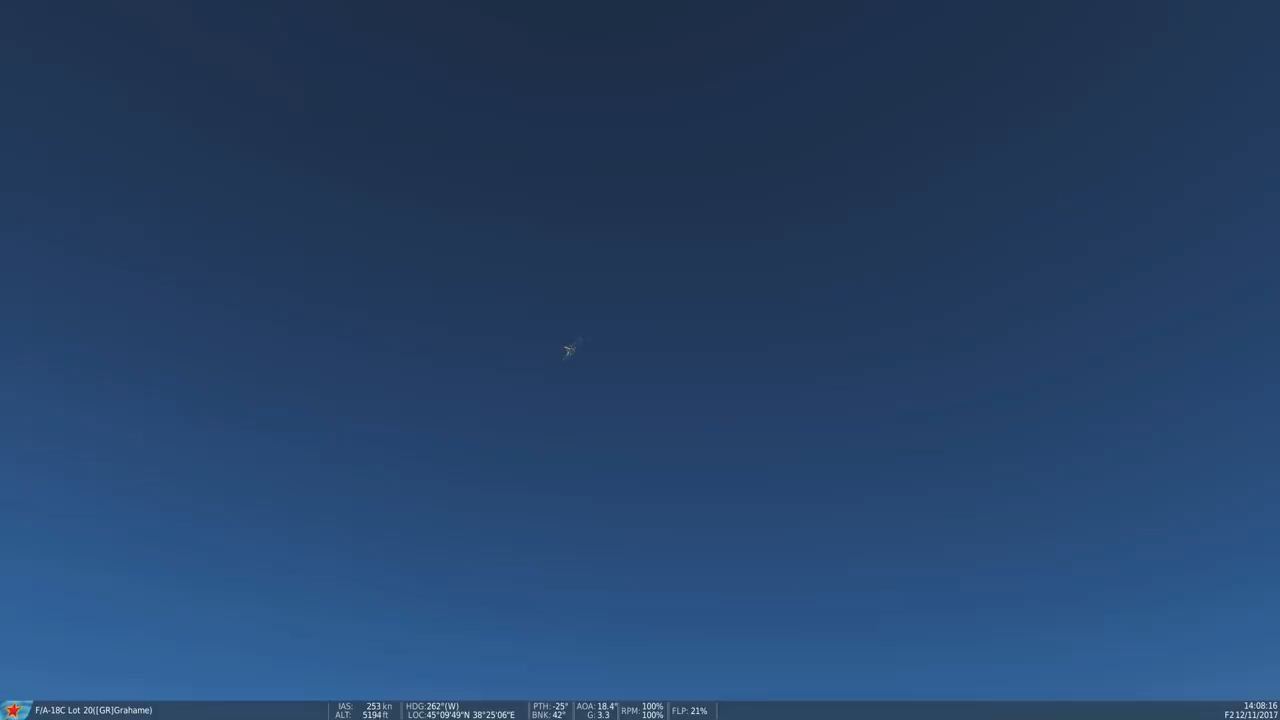 F/A-18C Lot 20([GR]Grahame)
IAS: 253 kn
ALT: 5194 ft
HDG:262°(W)
LOC:45°09'49"N 38°25'06"E
PTH: -25°
BNK: 42°
AOA: 18.4°
G: 3.3
RPM: 100%
100%
FLP: 21%
14:08:16
F2 12/11/2017